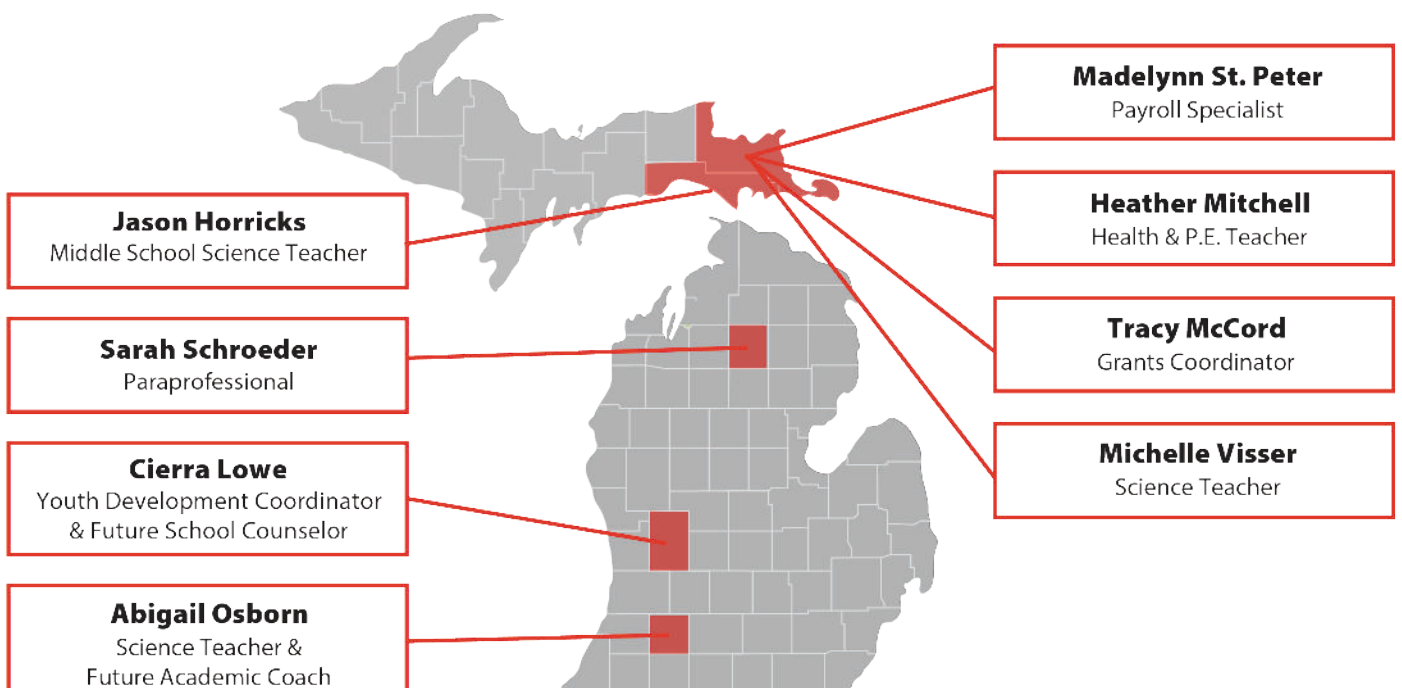 Madelynn St. Peter
Payroll Specialist
Heather Mitchell
Health & P.E. Teacher
Jason Horricks
Middle School Science Teacher
Tracy McCord
Grants Coordinator
Sarah Schroeder
Paraprofessional
Michelle Visser
Science Teacher
Cierra Lowe
Youth Development Coordinator
& Future School Counselor
Abigail Osborn
Science Teacher &
Future Academic Coach